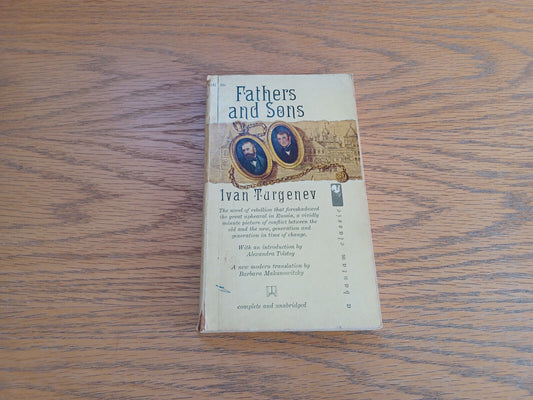 Fathers
and Sons
Ivan Turgenev
The novel of rebellion that foreshadowed
the great upheaval in Russia, a vividly
minute picture of conflict between the
old and the new, generation and
generation in time of change.
With an introduction by
Alexandra Tolstoy
A new modern translation by
Barbara Makanowitzky
complete and unabridged
a bantam classic